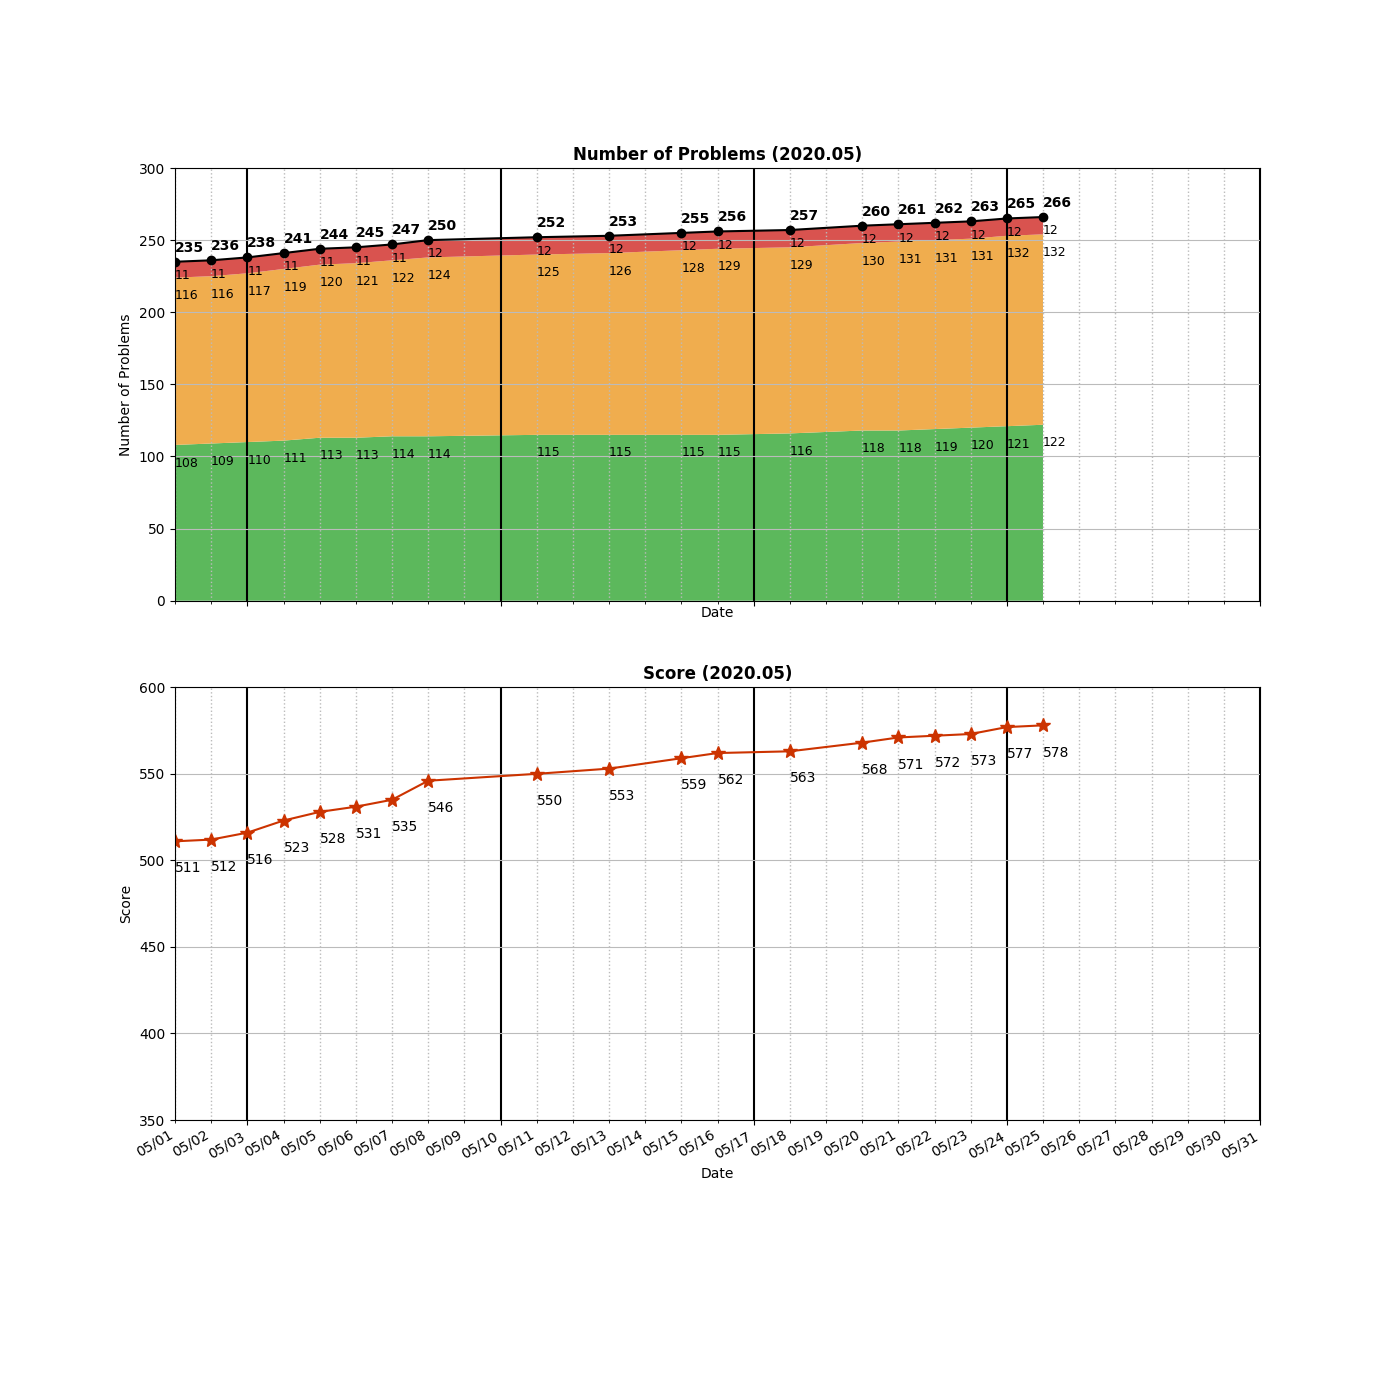 Number of Problems (2020.05)
300
250
200
150
100
50
0
Number of Problems
235 236 238 241 244 245 247 250 252 253 255 256 257 260 261 262 263 265 266
11 11 11 11 11 11 11 12 12 12 12 12 12 12 12 12 12 12 12
116 116 117 119 120 121 122 124 125 126 128 129 129 130 131 131 131 132 132
108 109 110 111 113 113 114 114 115 115 115 115 116 118 118 119 120 121 122
Date
Score (2020.05)
600
550
500
450
400
350
Score
511 512 516 523 528 531 535 546 550 553 559 562 563 568 571 572 573 577 578
05/01 05/02 05/03 05/04 05/05 05/06 05/07 05/08 05/09 05/10 05/11 05/12 05/13 05/14 05/15 05/16 05/17 05/18 05/19 05/20 05/21 05/22 05/23 05/24 05/25 05/26 05/27 05/28 05/29 05/30 05/31
Date